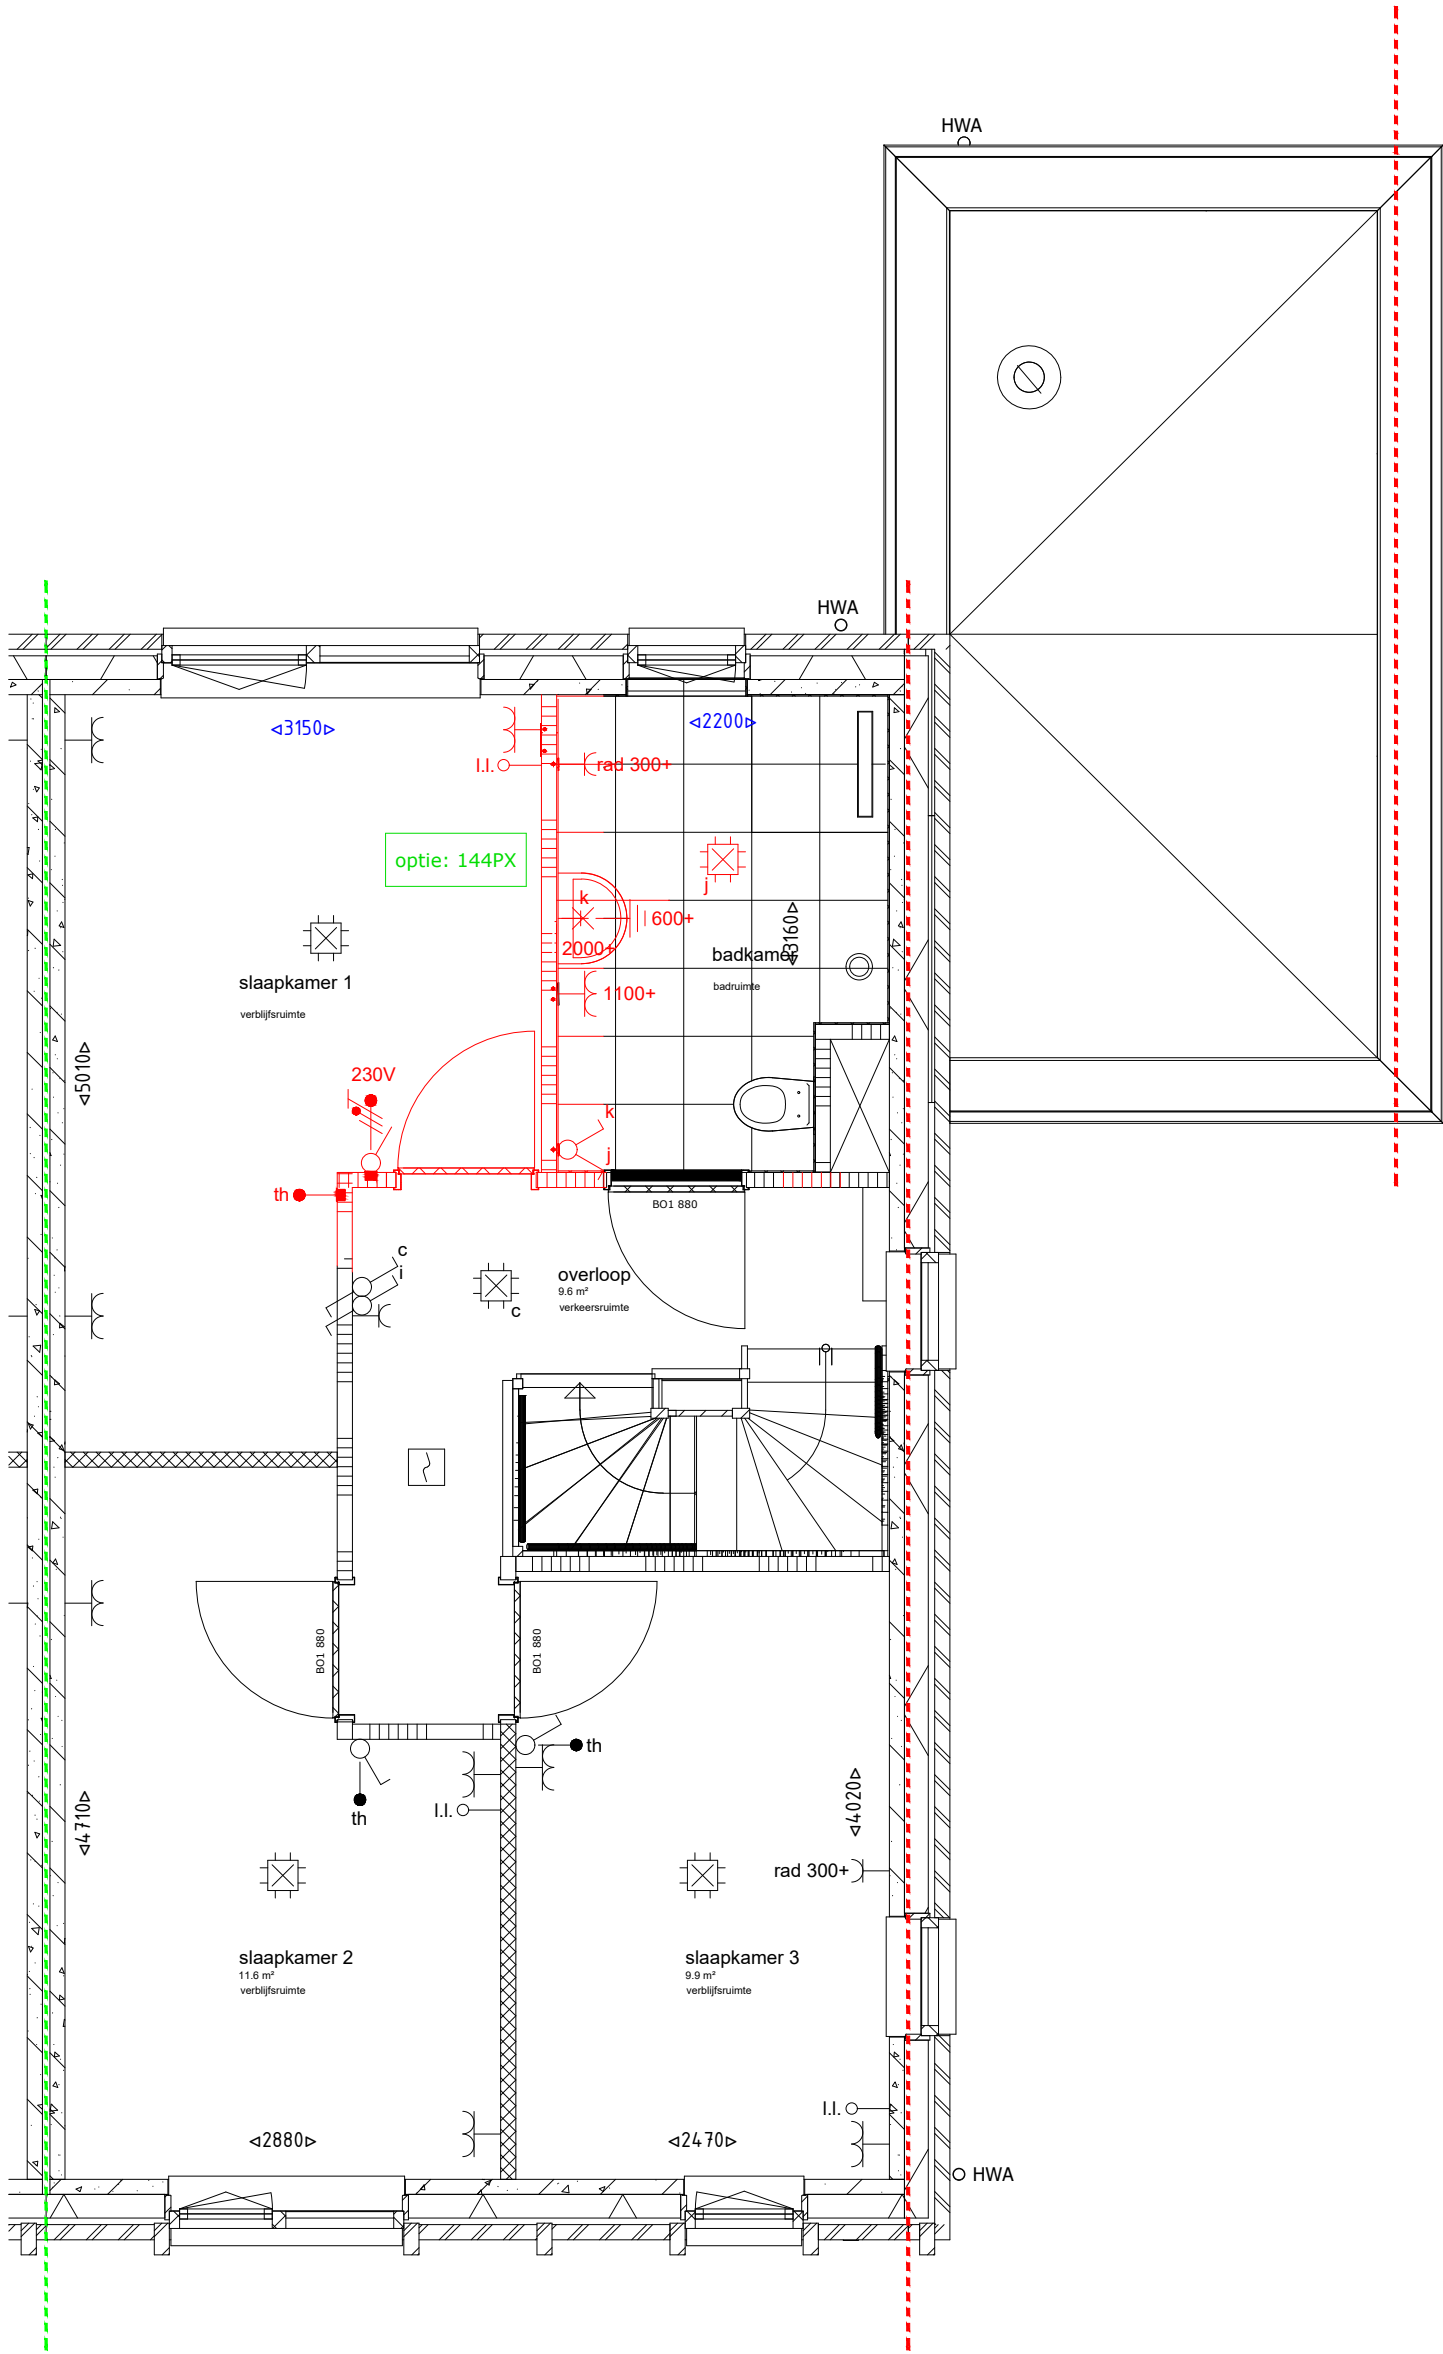 HWA
HWA
◃3150▹
◃2200▹
l.l.
rad 300+
optie: 144PX
j
k
600+
2000+
◃3160▹
badkamer
badruimte
slaapkamer 1
verblijfsruimte
1100+
◃5010▹
230V
k
j
th
BO1 880
c
i
overloop
9.6 m²
verkeersruimte
c
BO1 880
BO1 880
th
l.l.
th
◃4710▹
◃4020▹
rad 300+
slaapkamer 2
11.6 m²
verblijfsruimte
slaapkamer 3
9.9 m²
verblijfsruimte
l.l.
◃2880▹
◃2470▹
HWA